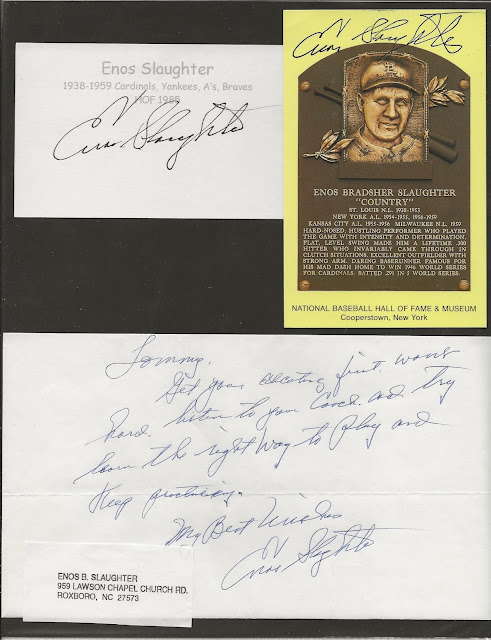 Enos Slaughter
1938-1959 Cardinals, Yankees, A's, Braves
HOF 1985
Enos Slaughter
Enos Slaughter
ENOS BRADSHER SLAUGHTER
"COUNTRY"
ST. LOUIS N.L. 1938-1953
NEW YORK A.L. 1954-1955, 1956-1959
KANSAS CITY A.L. 1955-1956 MILWAUKEE N.L. 1959
HARD-NOSED, HUSTLING PERFORMER WHO PLAYED
THE GAME WITH INTENSITY AND DETERMINATION.
FLAT, LEVEL SWING MADE HIM A LIFETIME .300
HITTER WHO INVARIABLY CAME THROUGH IN
CLUTCH SITUATIONS. EXCELLENT OUTFIELDER WITH
STRONG ARM. DARING BASERUNNER FAMOUS FOR
HIS MAD DASH HOME TO WIN 1946 WORLD SERIES
FOR CARDINALS. BATTED .291 IN 5 WORLD SERIES.
NATIONAL BASEBALL HALL OF FAME & MUSEUM
Cooperstown, New York
Tommy.
Get your education first. Work
hard. listen to your Coach. and try
learn the right way to play and
Keep practicing.
My Best Wishes
Enos Slaughter
ENOS B. SLAUGHTER
959 LAWSON CHAPEL CHURCH RD.
ROXBORO, NC 27573